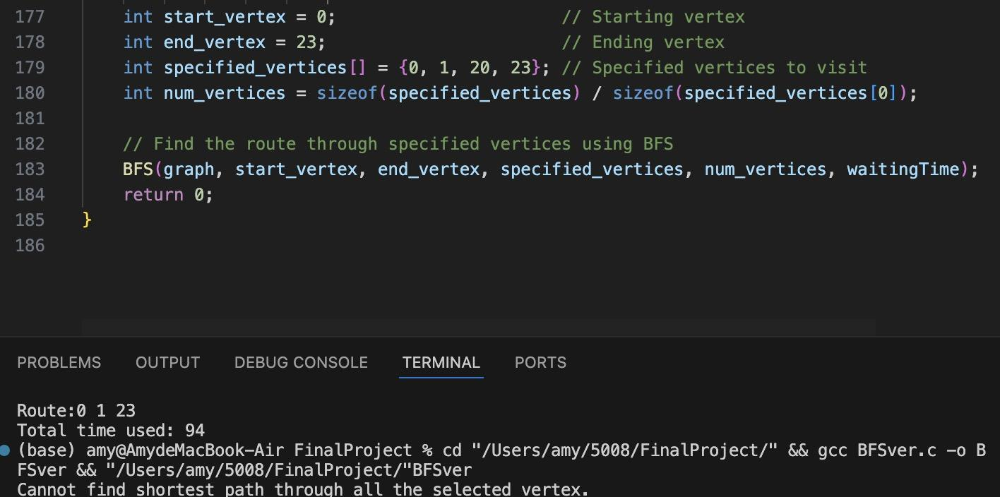 177 int start_vertex = 0; // Starting vertex
178 int end_vertex = 23; // Ending vertex
179 int specified_vertices[] = {0, 1, 20, 23}; // Specified vertices to visit
180 int num_vertices = sizeof(specified_vertices) / sizeof(specified_vertices[0]);
181
182 // Find the route through specified vertices using BFS
183 BFS(graph, start_vertex, end_vertex, specified_vertices, num_vertices, waitingTime);
184 return 0;
185 }
186
PROBLEMS OUTPUT DEBUG CONSOLE TERMINAL PORTS
Route:0 1 23
Total time used: 94
(base) amy@AmydeMacBook-Air FinalProject % cd "/Users/amy/5008/FinalProject/" && gcc BFSver.c -o B
FSver && "/Users/amy/5008/FinalProject/"BFSver
Cannot find shortest path through all the selected vertex.